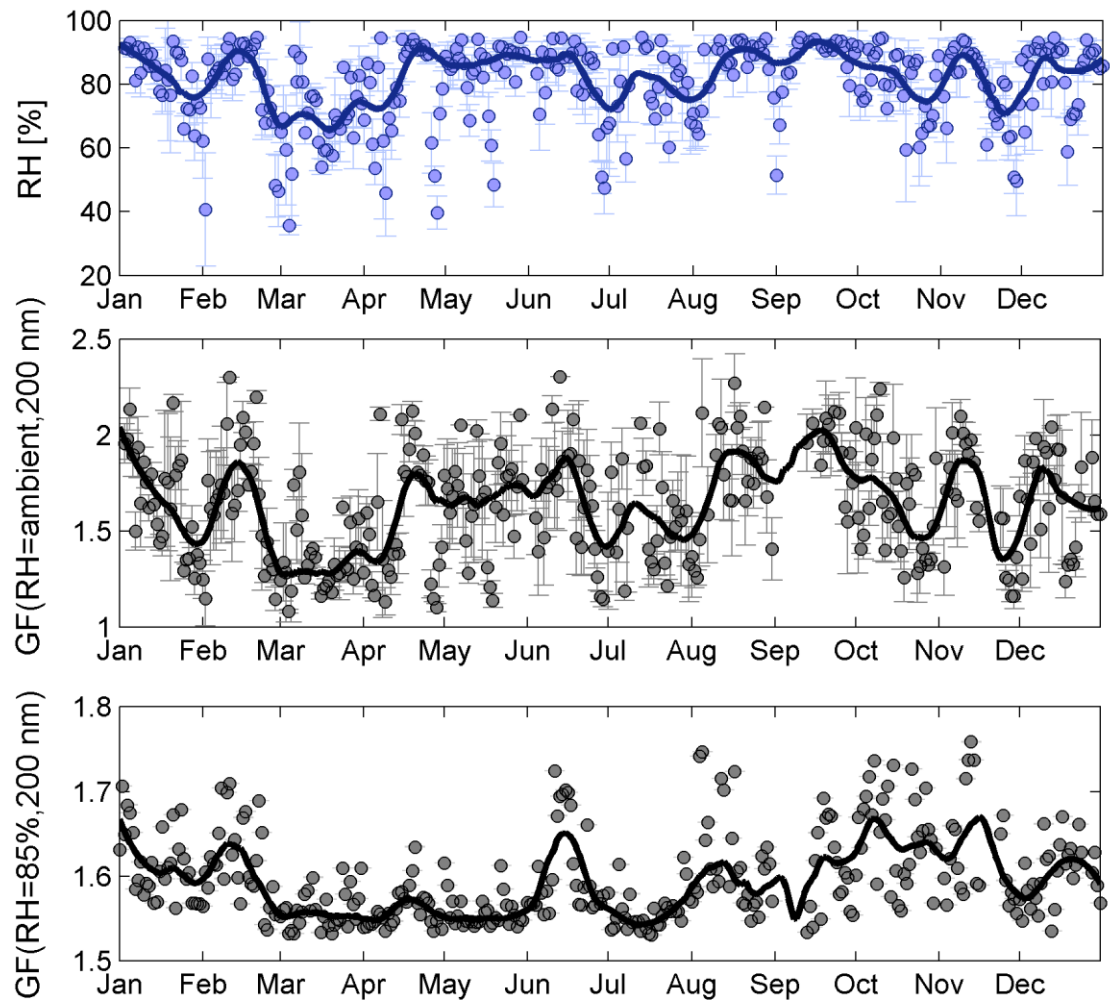 RH [%]
100
80
60
40
20
Jan Feb Mar Apr May Jun Jul Aug Sep Oct Nov Dec
GF(RH=ambient,200 nm)
2.5
2
1.5
1
Jan Feb Mar Apr May Jun Jul Aug Sep Oct Nov Dec
GF(RH=85%,200 nm)
1.8
1.7
1.6
1.5
Jan Feb Mar Apr May Jun Jul Aug Sep Oct Nov Dec